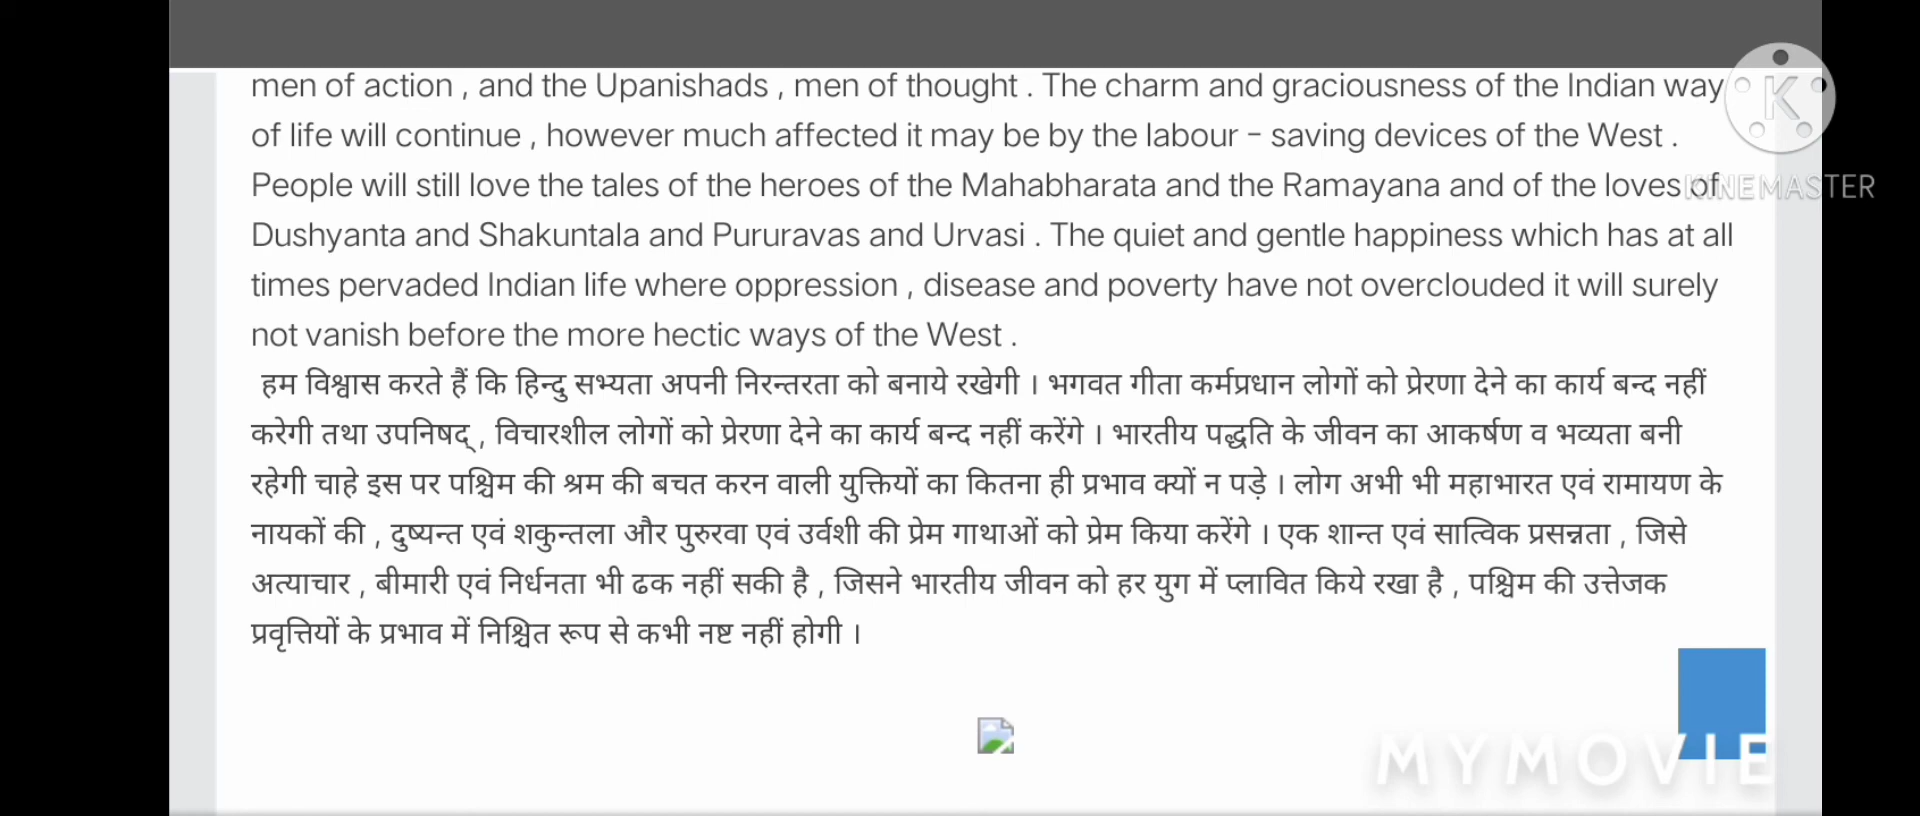 men of action , and the Upanishads , men of thought . The charm and graciousness of the Indian way
of life will continue , however much affected it may be by the labour - saving devices of the West .
People will still love the tales of the heroes of the Mahabharata and the Ramayana and of the loves of
Dushyanta and Shakuntala and Pururavas and Urvasi . The quiet and gentle happiness which has at all
times pervaded Indian life where oppression , disease and poverty have not overclouded it will surely
not vanish before the more hectic ways of the West .
हम विश्वास करते हैं कि हिन्दु सभ्यता अपनी निरन्तरता को बनाये रखेगी । भगवत गीता कर्मप्रधान लोगों को प्रेरणा देने का कार्य बन्द नहीं
करेगी तथा उपनिषद् , विचारशील लोगों को प्रेरणा देने का कार्य बन्द नहीं करेंगे । भारतीय पद्धति के जीवन का आकर्षण व भव्यता बनी
रहेगी चाहे इस पर पश्चिम की श्रम की बचत करन वाली युक्तियों का कितना ही प्रभाव क्यों न पड़े । लोग अभी भी महाभारत एवं रामायण के
नायकों की , दुष्यन्त एवं शकुन्तला और पुरुरवा एवं उर्वशी की प्रेम गाथाओं को प्रेम किया करेंगे । एक शान्त एवं सात्विक प्रसन्नता , जिसे
अत्याचार , बीमारी एवं निर्धनता भी ढक नहीं सकी है , जिसने भारतीय जीवन को हर युग में प्लावित किये रखा है , पश्चिम की उत्तेजक
प्रवृत्तियों के प्रभाव में निश्चित रूप से कभी नष्ट नहीं होगी ।
K
KINEMASTER
MYMOVIE